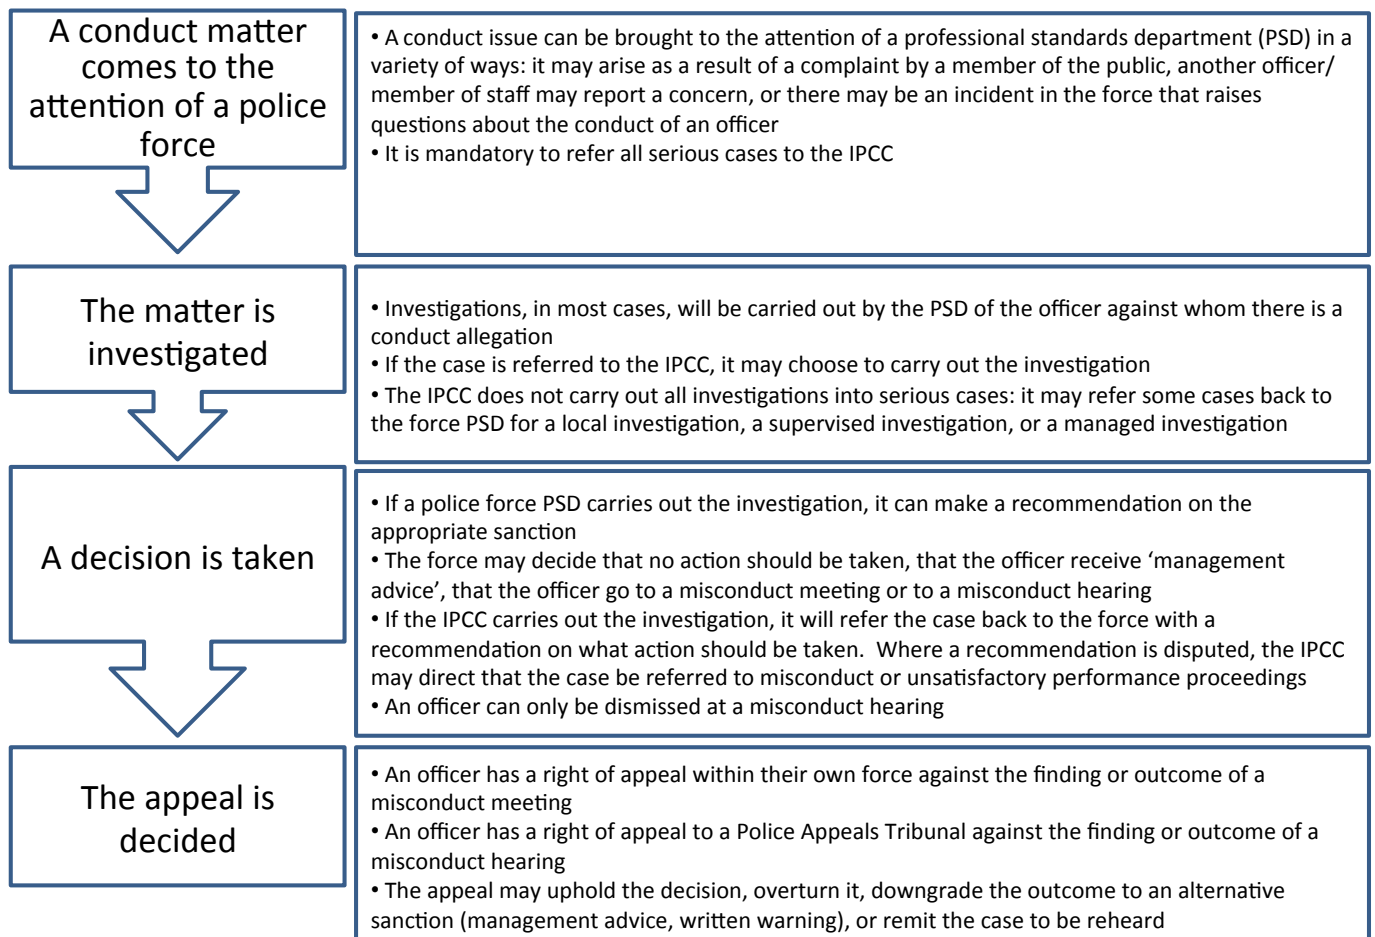 A conduct matter
comes to the
attention of a police
force
• A conduct issue can be brought to the attention of a professional standards department (PSD) in a
variety of ways: it may arise as a result of a complaint by a member of the public, another officer/
member of staff may report a concern, or there may be an incident in the force that raises
questions about the conduct of an officer
• It is mandatory to refer all serious cases to the IPCC
The matter is
investigated
• Investigations, in most cases, will be carried out by the PSD of the officer against whom there is a
conduct allegation
• If the case is referred to the IPCC, it may choose to carry out the investigation
• The IPCC does not carry out all investigations into serious cases: it may refer some cases back to
the force PSD for a local investigation, a supervised investigation, or a managed investigation
A decision is taken
• If a police force PSD carries out the investigation, it can make a recommendation on the
appropriate sanction
• The force may decide that no action should be taken, that the officer receive ‘management
advice’, that the officer go to a misconduct meeting or to a misconduct hearing
• If the IPCC carries out the investigation, it will refer the case back to the force with a
recommendation on what action should be taken.  Where a recommendation is disputed, the IPCC
may direct that the case be referred to misconduct or unsatisfactory performance proceedings
• An officer can only be dismissed at a misconduct hearing
The appeal is
decided
• An officer has a right of appeal within their own force against the finding or outcome of a
misconduct meeting
• An officer has a right of appeal to a Police Appeals Tribunal against the finding or outcome of a
misconduct hearing
• The appeal may uphold the decision, overturn it, downgrade the outcome to an alternative
sanction (management advice, written warning), or remit the case to be reheard